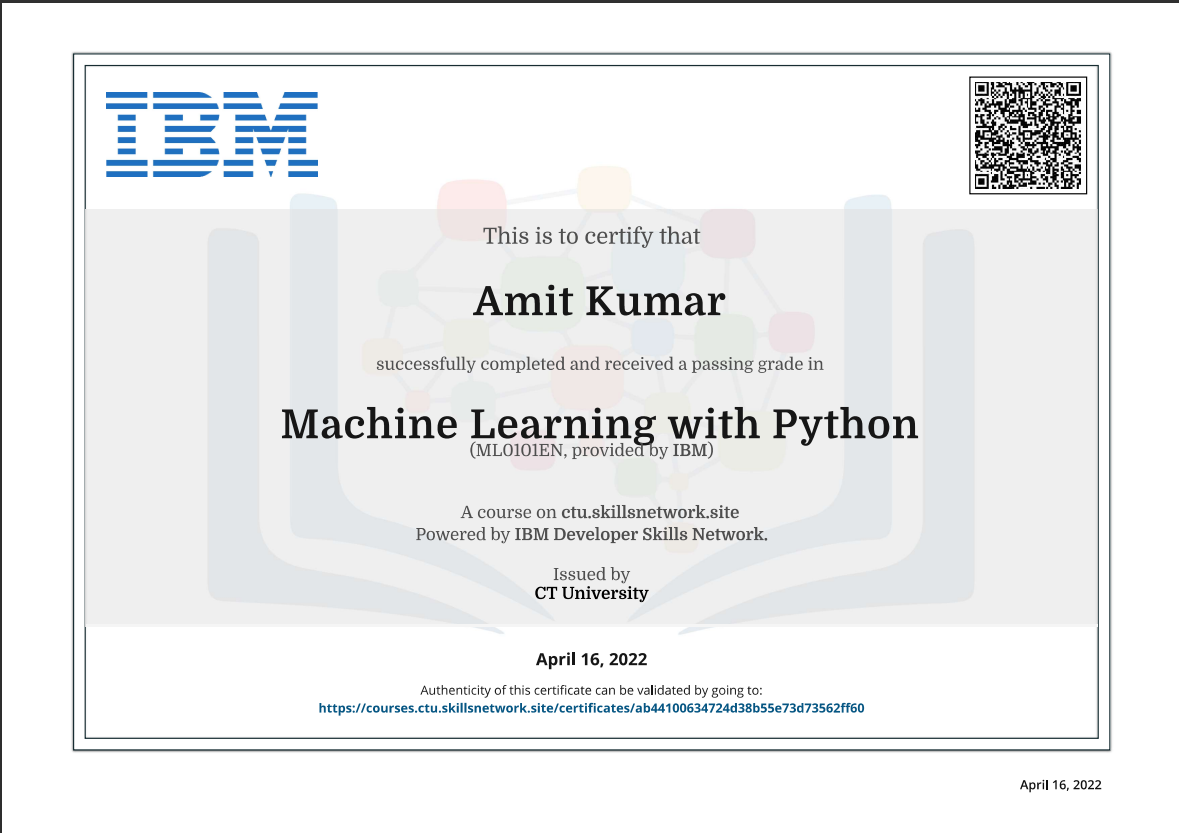 IBM
This is to certify that
Amit Kumar
successfully completed and received a passing grade in
Machine Learning with Python
(ML0101EN, provided by IBM)
A course on ctu.skillsnetwork.site
Powered by IBM Developer Skills Network.
Issued by
CT University
April 16, 2022
Authenticity of this certificate can be validated by going to:
https://courses.ctu.skillsnetwork.site/certificates/ab44100634724d38b55e73d73562ff60
April 16, 2022